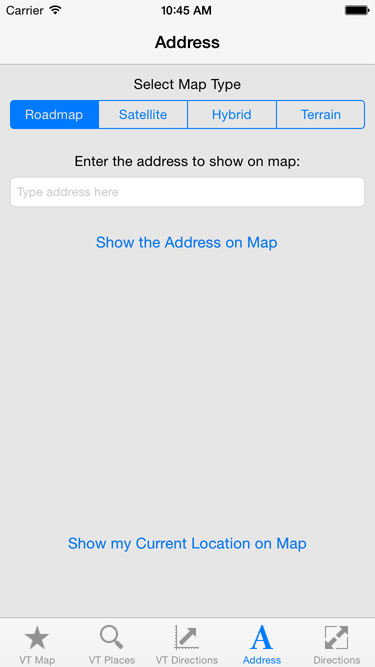 Carrier 10:45 AM
Address
Select Map Type
Roadmap Satellite Hybrid Terrain
Enter the address to show on map:
Type address here
Show the Address on Map
Show my Current Location on Map
A
VT Map VT Places VT Directions Address Directions